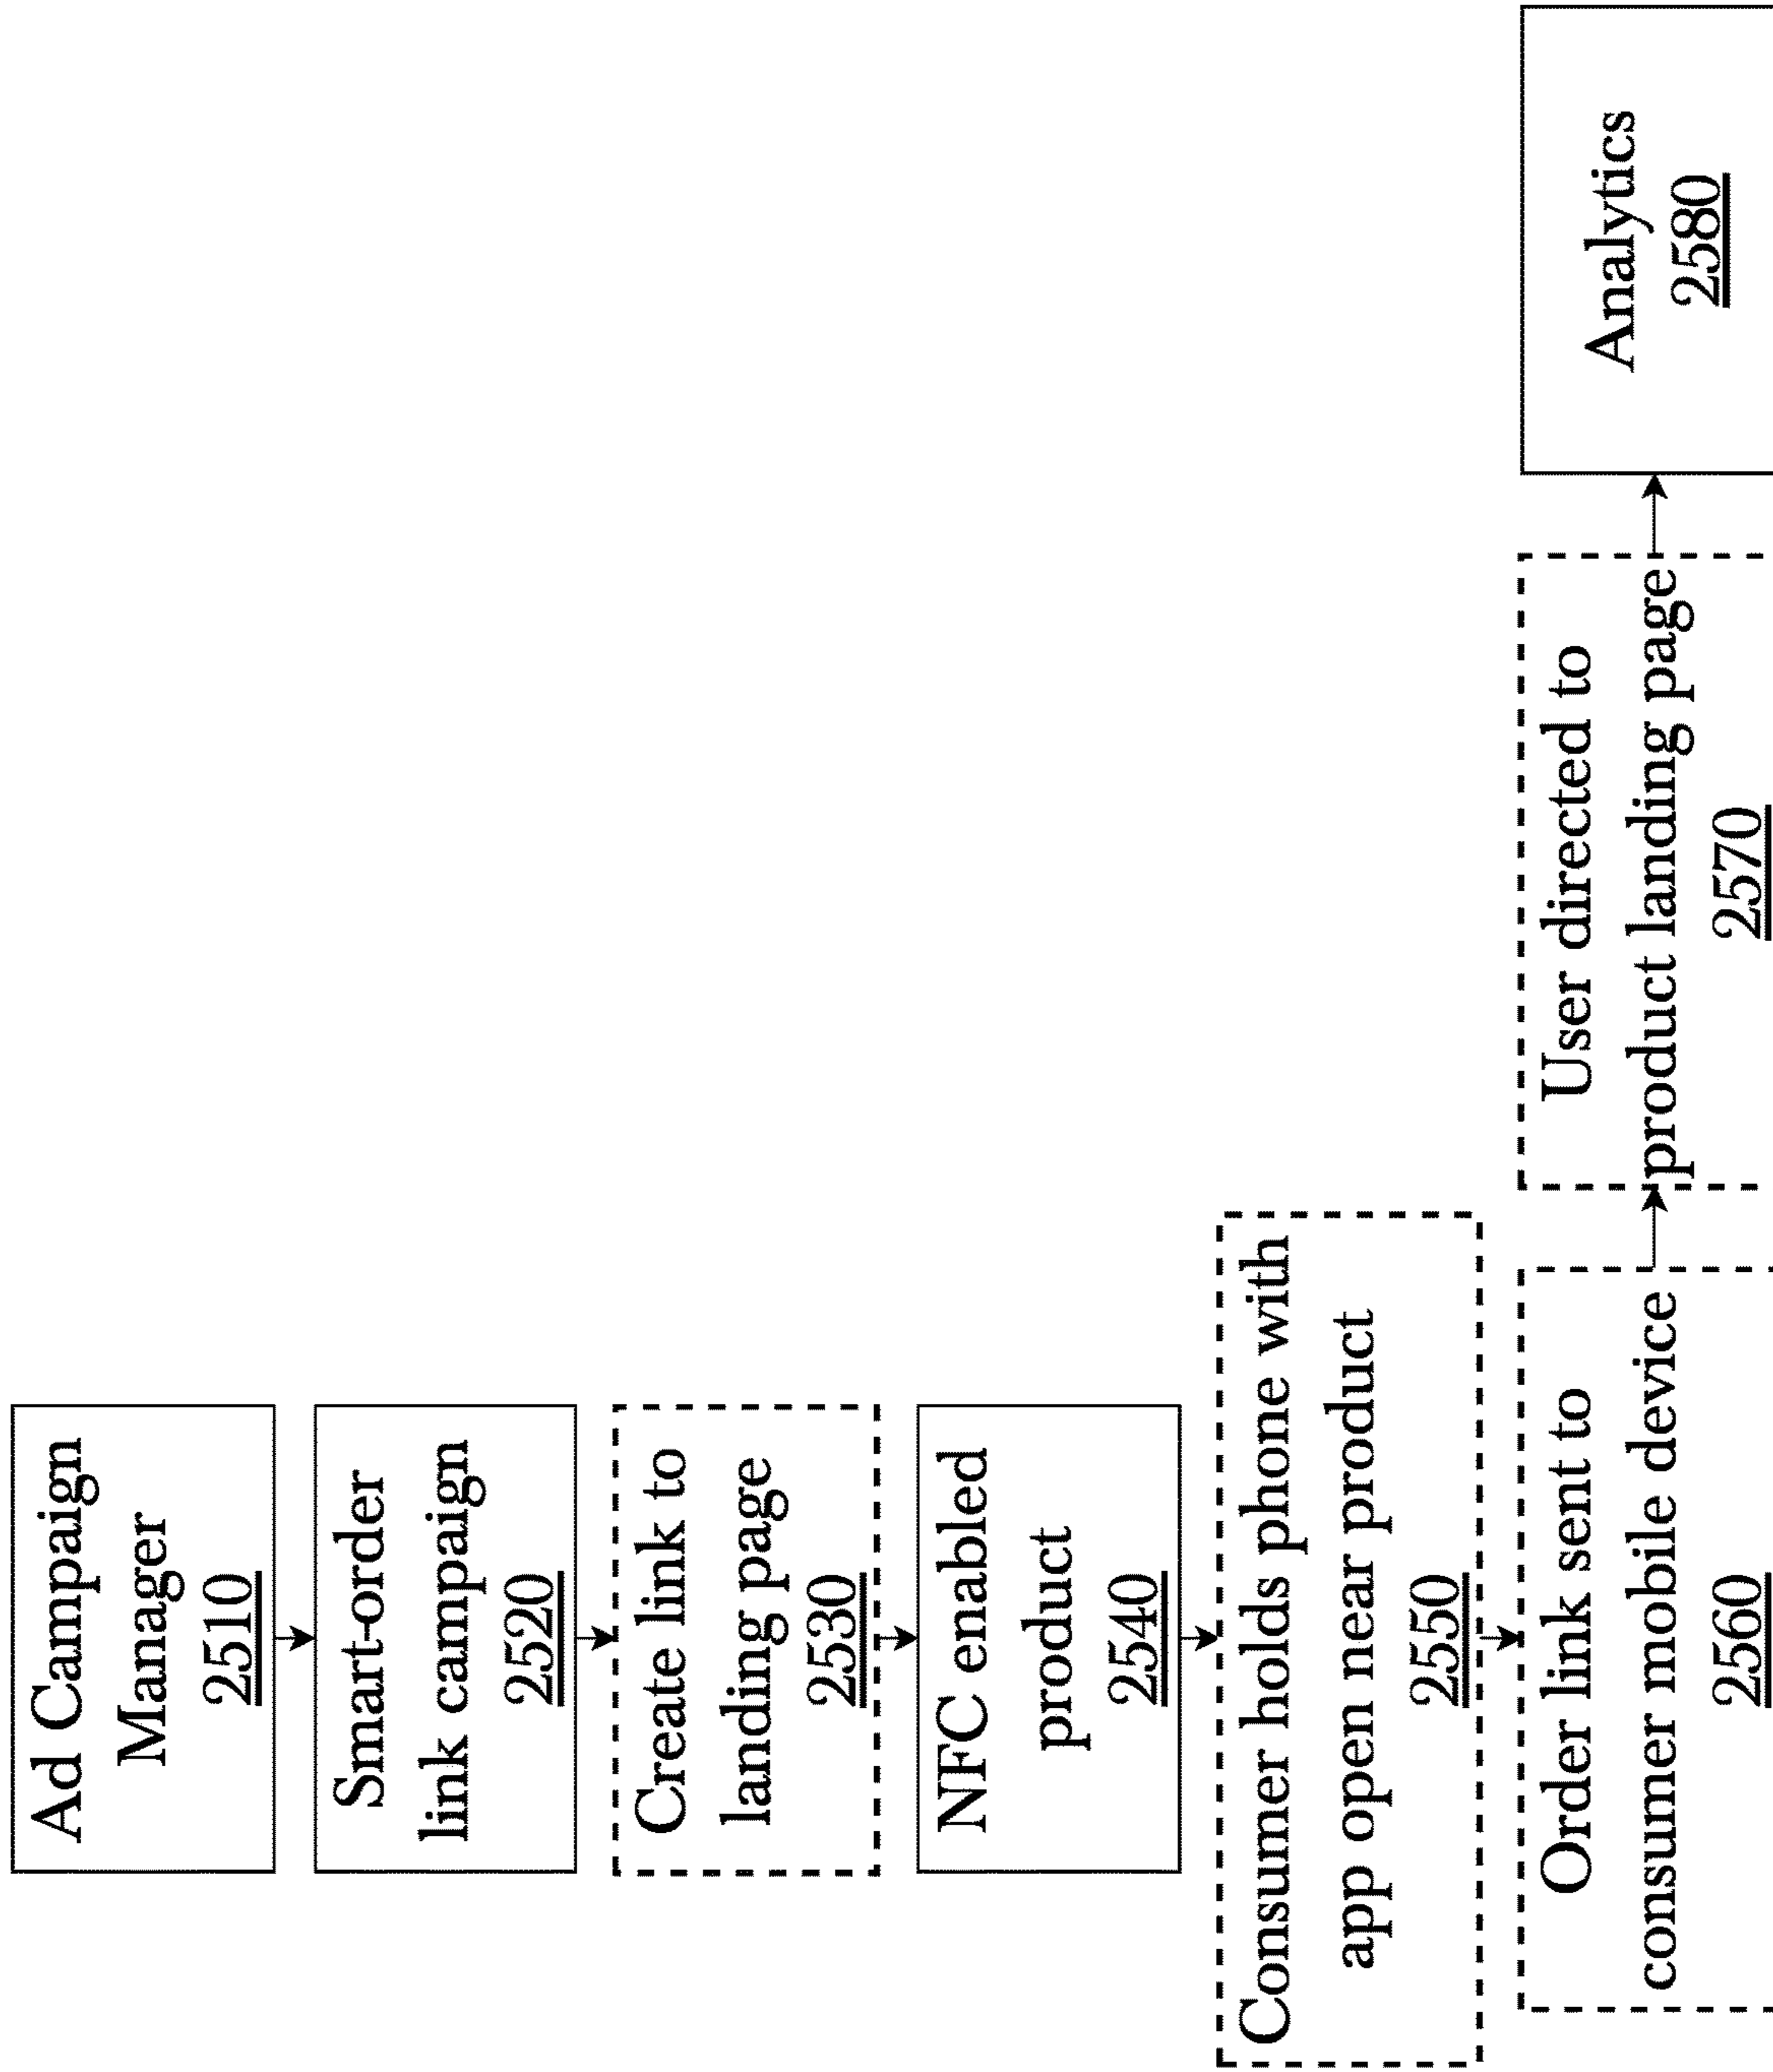 Ad Campaign
Manager
2510
Smart-order
link campaign
2520
Create link to
landing page
2530
NFC enabled
product
2540
Consumer holds phone with
app open near product
2550
Order link sent to
consumer mobile device
2560
User directed to
product landing page
2570
Analytics
2580